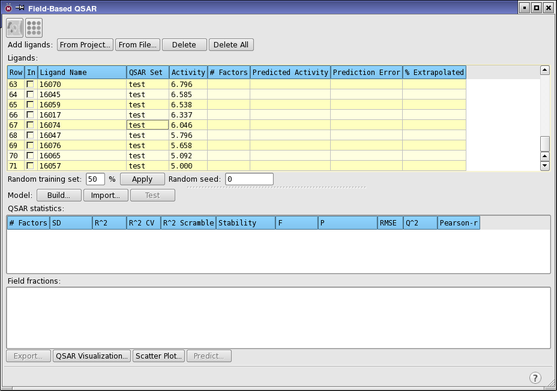 Field-Based QSAR
Add ligands: From Project... From File... Delete Delete All
Ligands:
Row In Ligand Name QSAR Set Activity # Factors Predicted Activity Prediction Error % Extrapolated
63 16070 test 6.796
64 16045 test 6.585
65 16059 test 6.538
66 16017 test 6.337
67 16074 test 6.046
68 16047 test 5.796
69 16076 test 5.658
70 16065 test 5.092
71 16057 test 5.000
Random training set: 50 % Apply Random seed: 0
Model: Build... Import... Test
QSAR statistics:
# Factors SD R^2 R^2 CV R^2 Scramble Stability F P RMSE Q^2 Pearson-r
Field fractions:
Export... QSAR Visualization... Scatter Plot... Predict...
?